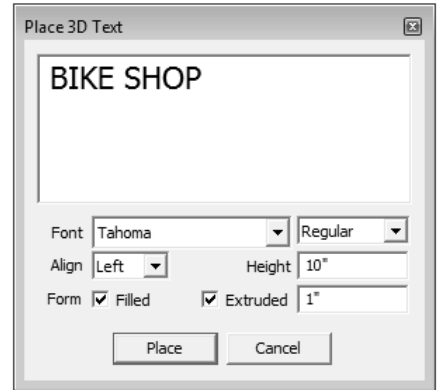 Place 3D Text
BIKE SHOP
Font Tahoma Regular
Align Left Height 10"
Form Filled Extruded 1"
Place Cancel